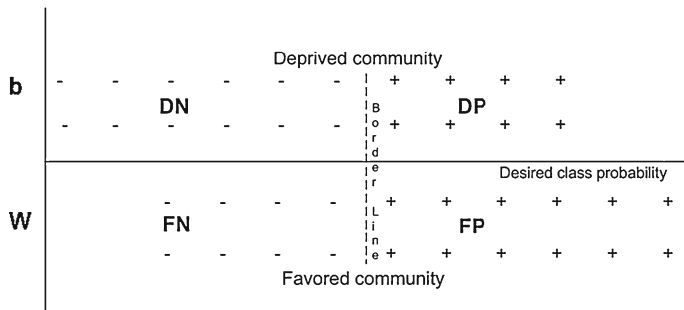 Deprived community
b
- - - - - - + + + +
DN
DP
- - - - - - + + + +
Border Line
Desired class probability
W
- - - - + + + + + +
FN
FP
- - - - + + + + + +
Favored community